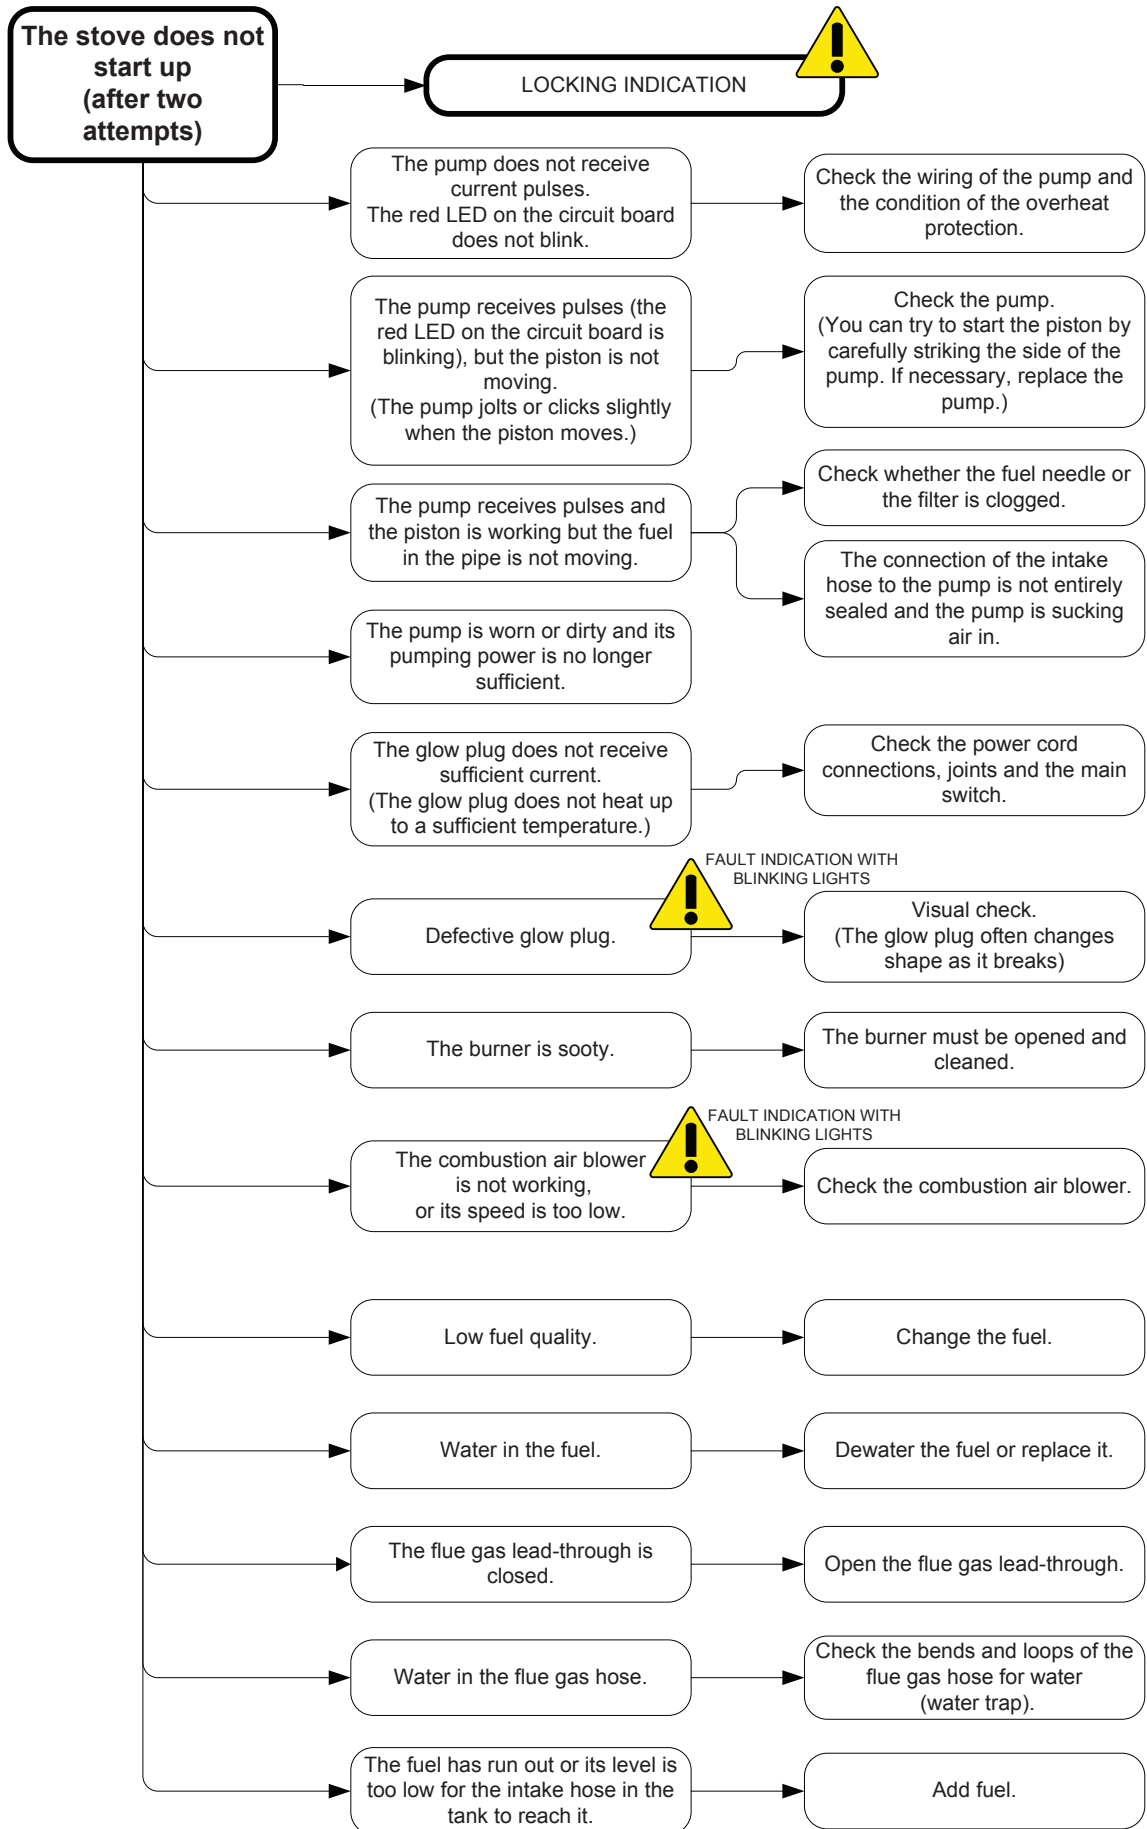 The stove does not
start up
(after two
attempts)
LOCKING INDICATION
The pump does not receive
current pulses.
The red LED on the circuit board
does not blink.
Check the wiring of the pump and
the condition of the overheat
protection.
The pump receives pulses (the
red LED on the circuit board is
blinking), but the piston is not
moving.
(The pump jolts or clicks slightly
when the piston moves.)
Check the pump.
(You can try to start the piston by
carefully striking the side of the
pump. If necessary, replace the
pump.)
The pump receives pulses and
the piston is working but the fuel
in the pipe is not moving.
Check whether the fuel needle or
the filter is clogged.
The connection of the intake
hose to the pump is not entirely
sealed and the pump is sucking
air in.
The pump is worn or dirty and its
pumping power is no longer
sufficient.
The glow plug does not receive
sufficient current.
(The glow plug does not heat up
to a sufficient temperature.)
Check the power cord
connections, joints and the main
switch.
FAULT INDICATION WITH
BLINKING LIGHTS
Defective glow plug.
Visual check.
(The glow plug often changes
shape as it breaks)
The burner is sooty.
The burner must be opened and
cleaned.
FAULT INDICATION WITH
BLINKING LIGHTS
The combustion air blower
is not working,
or its speed is too low.
Check the combustion air blower.
Low fuel quality.
Change the fuel.
Water in the fuel.
Dewater the fuel or replace it.
The flue gas lead-through is
closed.
Open the flue gas lead-through.
Water in the flue gas hose.
Check the bends and loops of the
flue gas hose for water
(water trap).
The fuel has run out or its level is
too low for the intake hose in the
tank to reach it.
Add fuel.